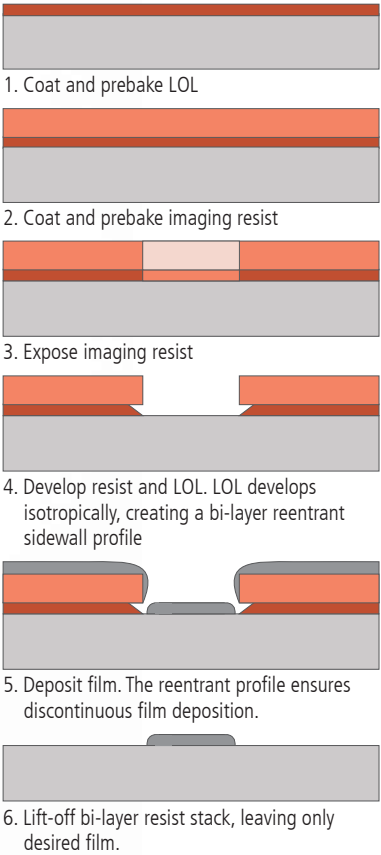 1. Coat and prebake LOL
2. Coat and prebake imaging resist
3. Expose imaging resist
4. Develop resist and LOL. LOL develops
isotropically, creating a bi-layer reentrant
sidewall profile
5. Deposit film. The reentrant profile ensures
discontinuous film deposition.
6. Lift-off bi-layer resist stack, leaving only
desired film.